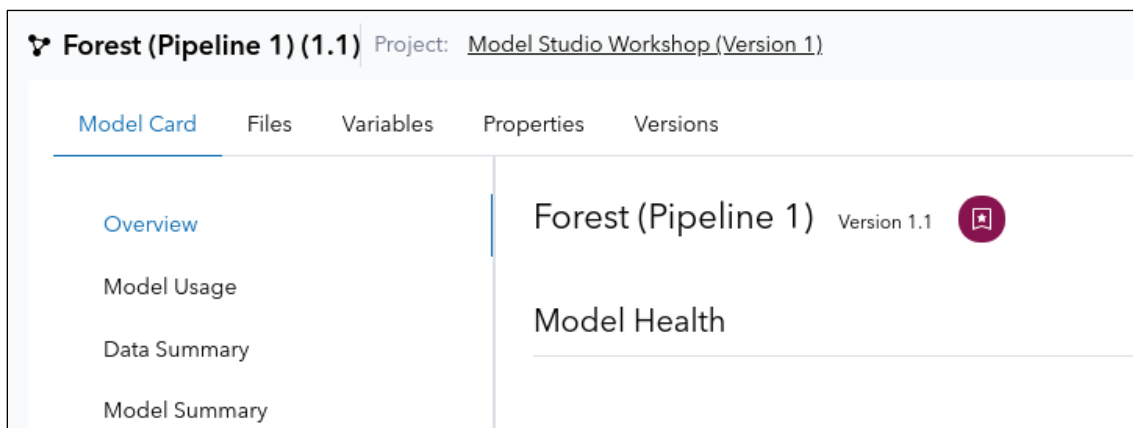 Forest (Pipeline 1) (1.1) Project: Model Studio Workshop (Version 1)
Model Card Files Variables Properties Versions
Overview
Model Usage
Data Summary
Model Summary
Forest (Pipeline 1) Version 1.1
Model Health